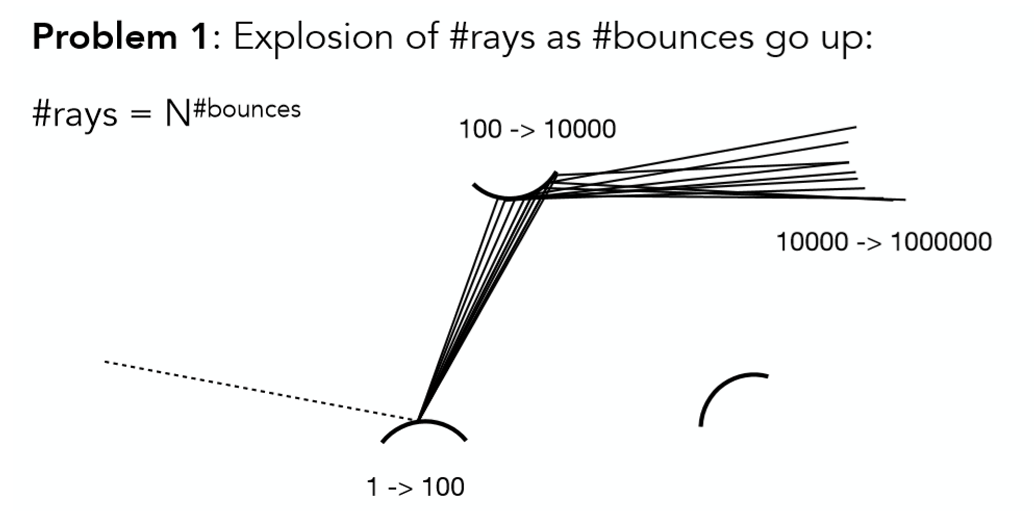 Problem 1: Explosion of #rays as #bounces go up:
#rays = N^#bounces
100 -> 10000
10000 -> 1000000
1 -> 100